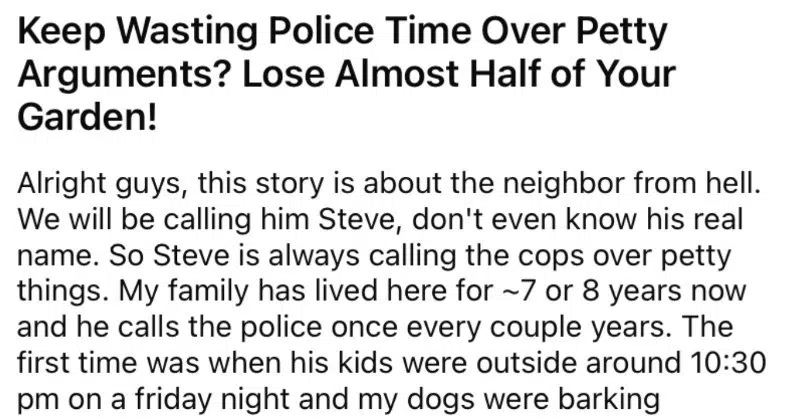 Keep Wasting Police Time Over Petty
Arguments? Lose Almost Half of Your
Garden!
Alright guys, this story is about the neighbor from hell.
We will be calling him Steve, don't even know his real
name. So Steve is always calling the cops over petty
things. My family has lived here for ~7 or 8 years now
and he calls the police once every couple years. The
first time was when his kids were outside around 10:30
pm on a friday night and my dogs were barking